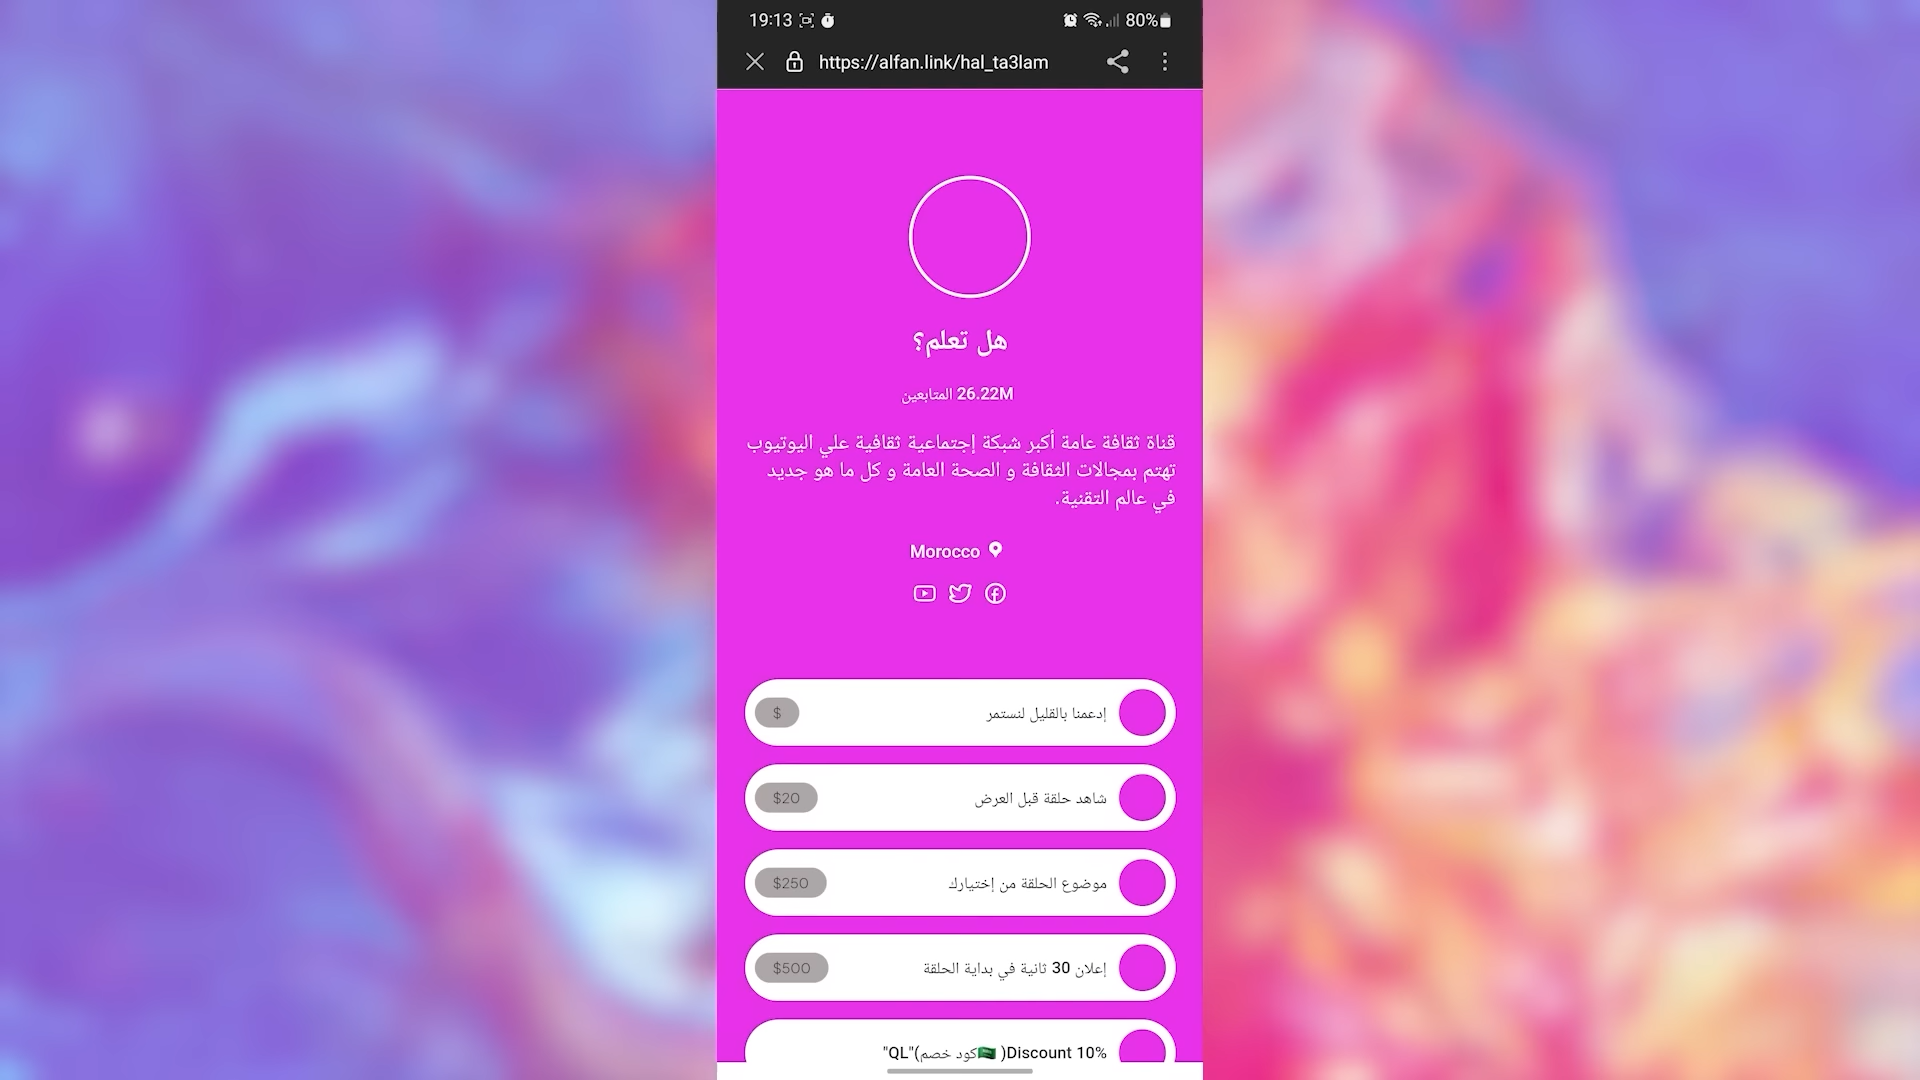 19:13
80%
https://alfan.link/hal_ta3lam
هل تعلم؟
26.22M المتابعين
قناة ثقافة عامة أكبر شبكة إجتماعية ثقافية علي اليوتيوب
تهتم بمجالات الثقافة و الصحة العامة و كل ما هو جديد
في عالم التقنية.
Morocco
إدعمنا بالقليل لنستمر
$
شاهد حلقة قبل العرض
$20
موضوع الحلقة من إختيارك
$250
إعلان 30 ثانية في بداية الحلقة
$500
Discount 10%( 🇸🇦كود خصم)"QL"